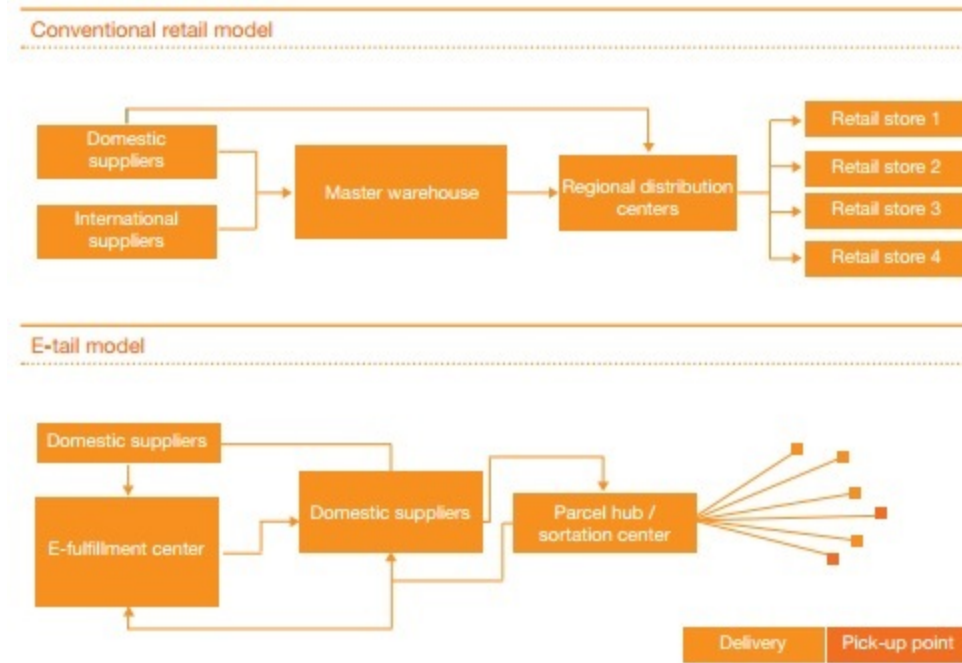 Conventional retail model
Domestic
suppliers
International
suppliers
Master warehouse
Regional distribution
centers
Retail store 1
Retail store 2
Retail store 3
Retail store 4
E-tail model
Domestic suppliers
E-fulfillment center
Domestic suppliers
Parcel hub /
sortation center
Delivery
Pick-up point